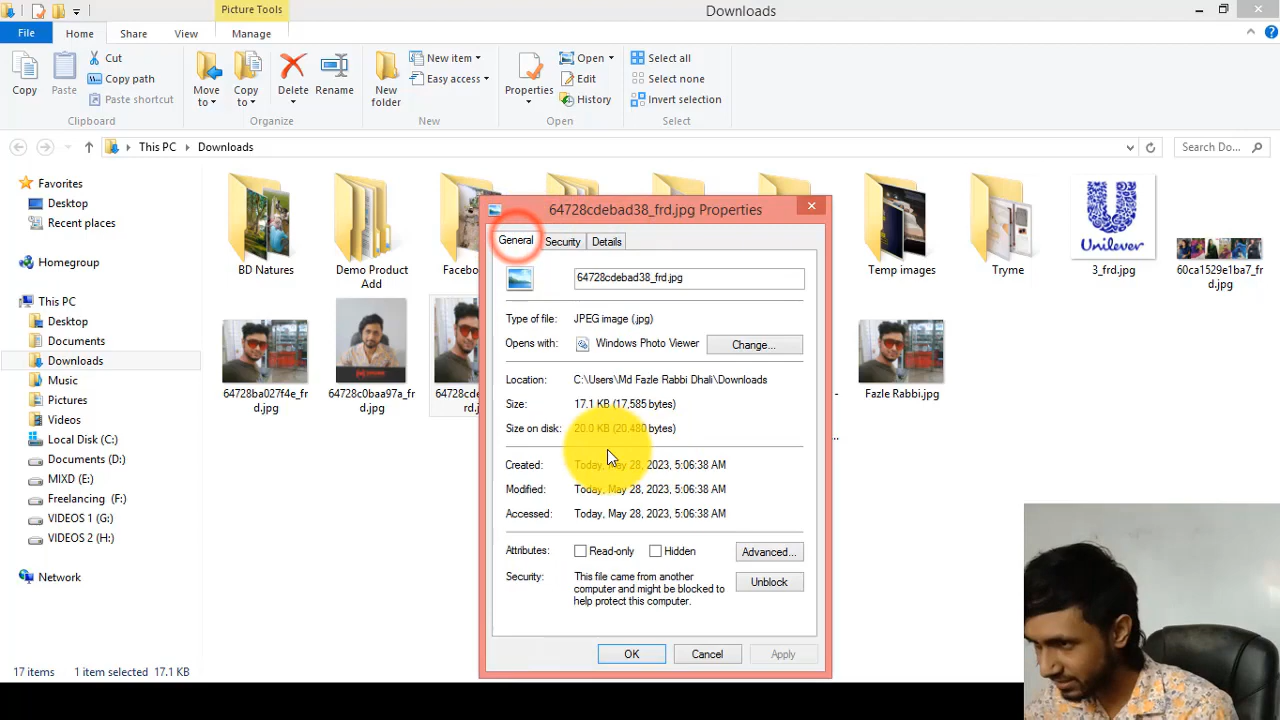 Picture Tools
Downloads
File
Home
Share
View
Manage
Copy
Paste
Cut
Copy path
Paste shortcut
Clipboard
Move to
Copy to
Delete
Rename
Organize
New folder
New item
Easy access
New
Properties
Open
Edit
History
Open
Select all
Select none
Invert selection
Select
This PC
Downloads
Search Do...
Favorites
Desktop
Recent places
Homegroup
This PC
Desktop
Documents
Downloads
Music
Pictures
Videos
Local Disk (C:)
Documents (D:)
MIXD (E:)
Freelancing (F:)
VIDEOS 1 (G:)
VIDEOS 2 (H:)
Network
BD Natures
Demo Product
Add
Faceboo
Temp images
Tryme
Unilever
3_frd.jpg
60ca1529e1ba7_fr
d.jpg
64728ba027f4e_fr
d.jpg
64728c0baa97a_fr
d.jpg
64728cde
rd.j
Fazle Rabbi.jpg
64728cdebad38_frd.jpg Properties
General
Security
Details
64728cdebad38_frd.jpg
Type of file:
JPEG image (.jpg)
Opens with:
Windows Photo Viewer
Change...
Location:
C:\Users\Md Fazle Rabbi Dhali\Downloads
Size:
17.1 KB (17,585 bytes)
Size on disk:
20.0 KB (20,480 bytes)
Created:
Today, May 28, 2023, 5:06:38 AM
Modified:
Today, May 28, 2023, 5:06:38 AM
Accessed:
Today, May 28, 2023, 5:06:38 AM
Attributes:
Read-only
Hidden
Advanced...
Security:
This file came from another
computer and might be blocked to
help protect this computer.
Unblock
OK
Cancel
Apply
17 items
1 item selected 17.1 KB